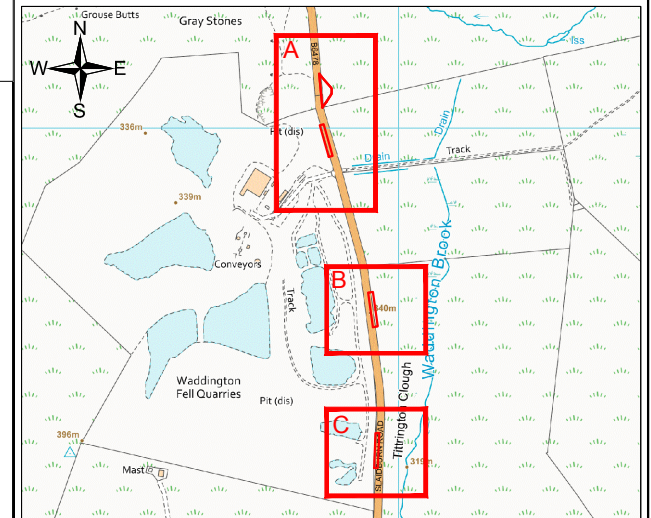 Grouse Butts
Gray Stones
N
W
E
S
Iss
A
B6478
336m
Pit (dis)
Drain
Drain
Track
339m
Waddington Brook
Conveyors
B
Track
340m
Waddington
Fell Quarries
Pit (dis)
Tittrington Clough
C
SLAIDBURN ROAD
396m
319m
Mast